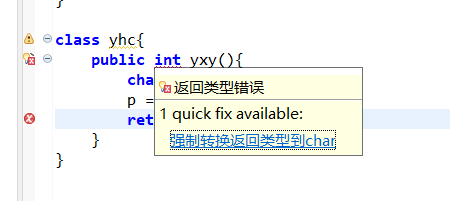 }
class yhc{
public int yxy(){
cha
返回类型错误
p =
1 quick fix available:
ret
强制转换返回类型到char
}
}